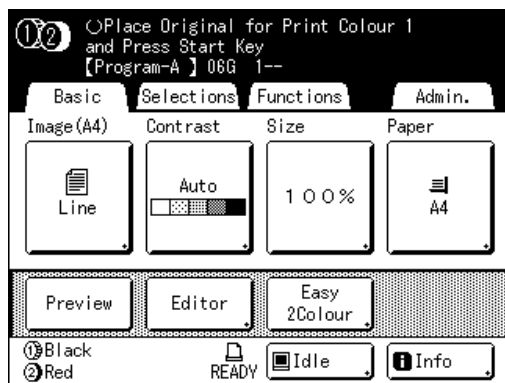 ①② ○Place Original for Print Colour 1
and Press Start Key
【Program-A 】 06G 1--
Basic Selections Functions Admin.
Image(A4) Contrast Size Paper
Line
Auto
100%
A4
Preview Editor Easy
2Colour
①Black
②Red
READY
Idle
Info